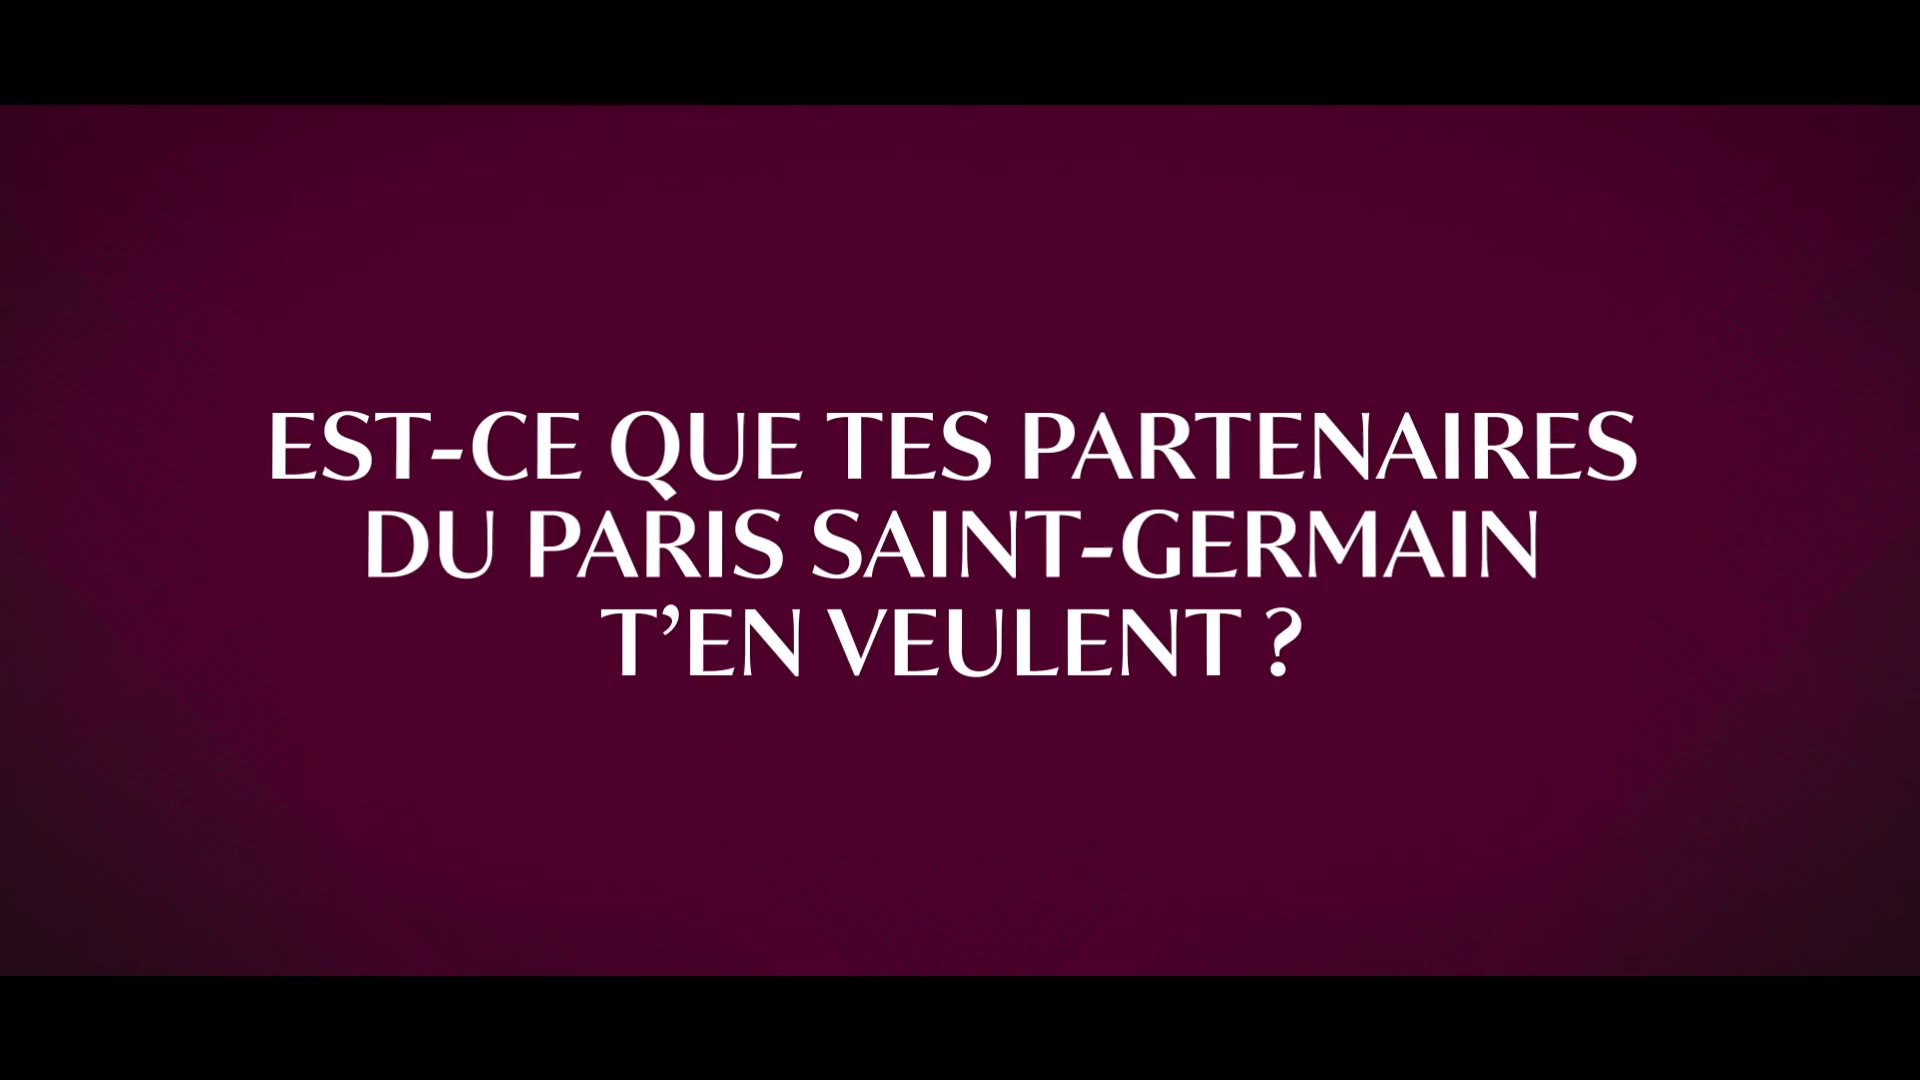 EST-CE QUE TES PARTENAIRES
DU PARIS SAINT-GERMAIN
T’EN VEULENT ?